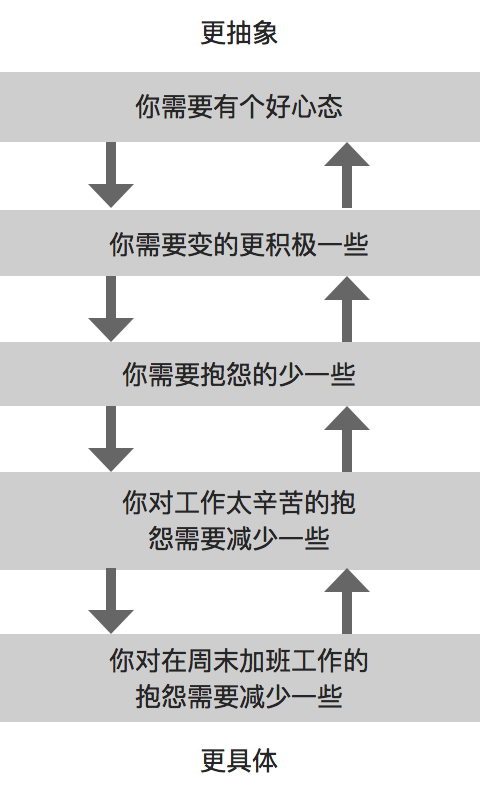 更抽象
你需要有个好心态
你需要变的更积极一些
你需要抱怨的少一些
你对工作太辛苦的抱
怨需要减少一些
你对在周末加班工作的
抱怨需要减少一些
更具体